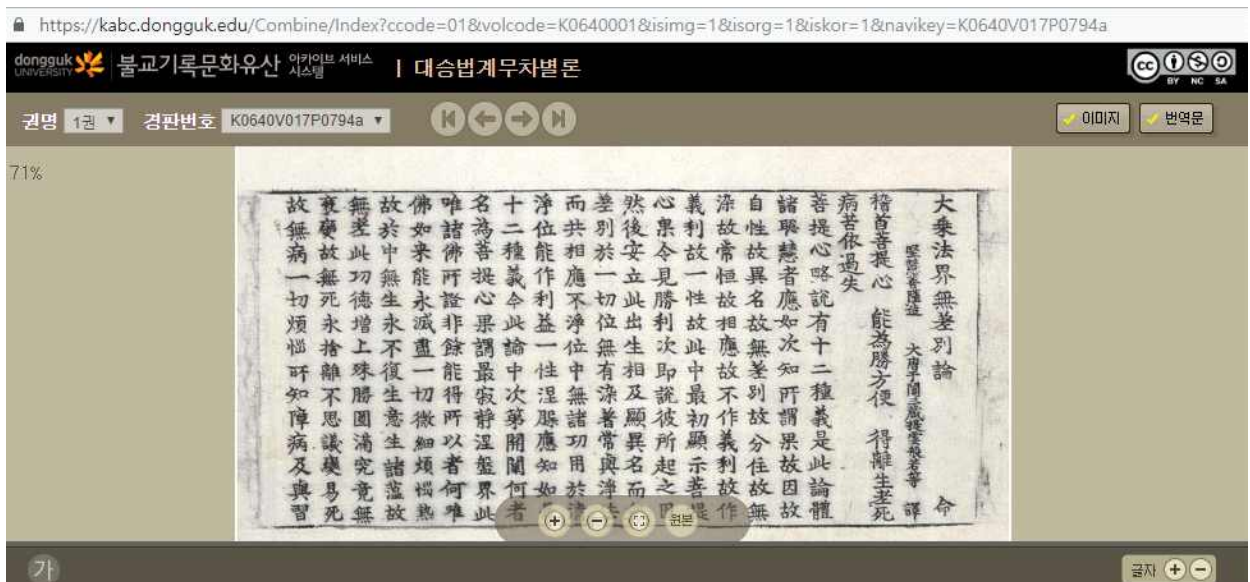 https://kabc.dongguk.edu/Combine/Index?ccode=01&volcode=K0640001&isimg=1&isorg=1&iskor=1&navikey=K0640V017P0794a
dongguk UNIVERSITY 불교기록문화유산 아카이브 서비스 시스템 | 대승법계무차별론
cc BY NC SA
권명 1권 경판번호 K0640V017P0794a 이미지 번역문
71%
大乗法界無差別論 命
堅慧菩薩造 大唐于闐三藏提雲般若等 譯
稽首菩提心 能為勝方便 得離生老死
病苦依過失
菩提心略說有十二種義是此論體
諸聦慧者應如次知所謂果故因故
自性故異名故無差別故分住故無
染故常恒故相應故不作義利故作
義利故一性故此中最初顯示菩提
心果令見勝利次即說彼所起之因
然後安立此出生相及顯異名而
差別於一切位無有染著常與淨法
而共相應不淨位中無諸功用於清
淨位能作利益一性涅槃應知如
十二種義今此論中次第開闡何者
名為菩提心果謂最寂靜涅槃界此
唯諸佛所證非餘能得所以者何唯
佛如来能永滅盡一切微細煩惱熱
故於中無生永不復生意生諸蘊故
無老此功德增上殊勝圓滿究竟無
衰變故無死永捨離不思議變易死
故無病一切煩惱所知障病及與習
원본
가 글자